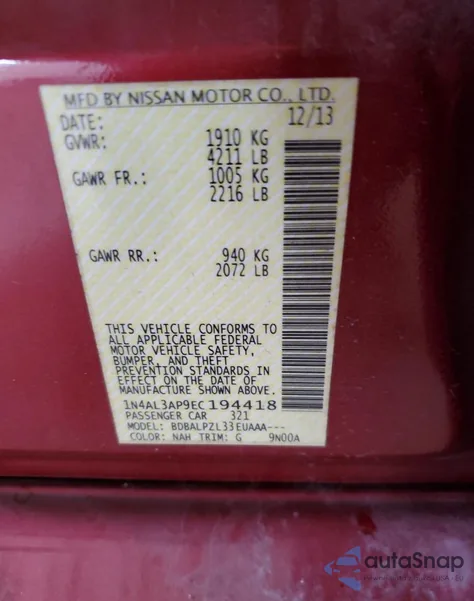 MFD BY NISSAN MOTOR CO., LTD.
DATE: 12/13
GVWR: 1910 KG
4211 LB
GAWR FR.: 1005 KG
2216 LB
GAWR RR.: 940 KG
2072 LB
THIS VEHICLE CONFORMS TO
ALL APPLICABLE FEDERAL
MOTOR VEHICLE SAFETY,
BUMPER, AND THEFT
PREVENTION STANDARDS IN
EFFECT ON THE DATE OF
MANUFACTURE SHOWN ABOVE.
1N4AL3AP9EC194418
PASSENGER CAR 321
MODEL: BDBALPZL33EUAAA---
COLOR: NAH TRIM: G 9N00A
autaSnap